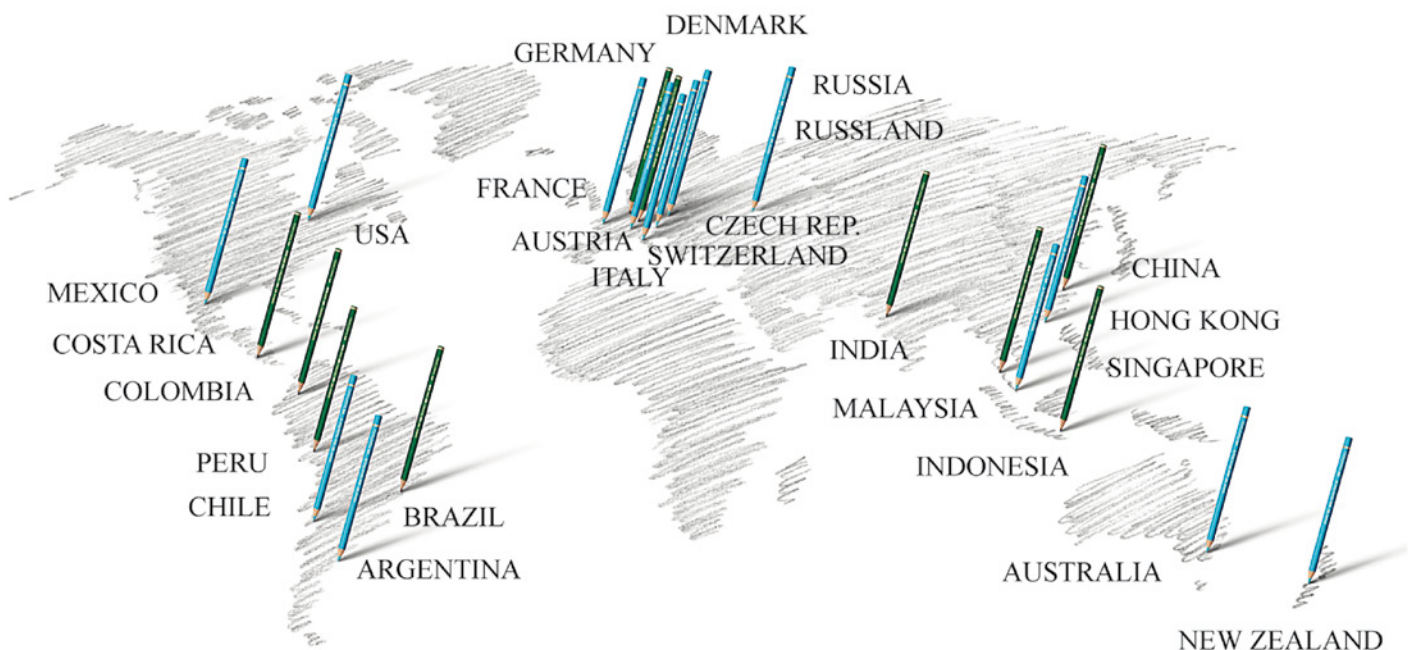 DENMARK
GERMANY
RUSSIA
RUSSLAND
FRANCE
USA
CZECH REP.
AUSTRIA
SWITZERLAND
ITALY
CHINA
MEXICO
HONG KONG
COSTA RICA
INDIA
SINGAPORE
COLOMBIA
MALAYSIA
PERU
INDONESIA
CHILE
BRAZIL
ARGENTINA
AUSTRALIA
NEW ZEALAND